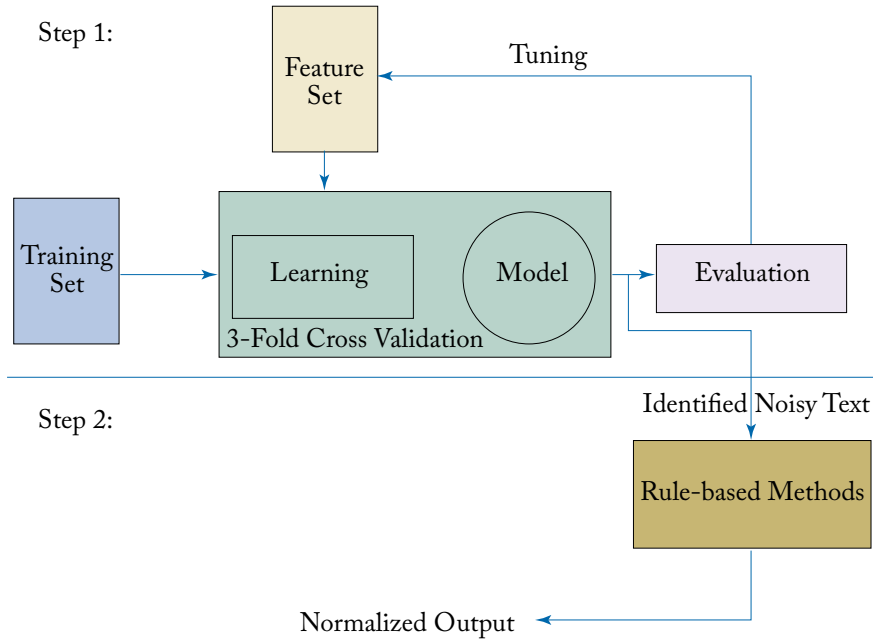 Step 1:
Feature
Set
Tuning
Training
Set
Learning
Model
Evaluation
3-Fold Cross Validation
Identified Noisy Text
Step 2:
Rule-based Methods
Normalized Output